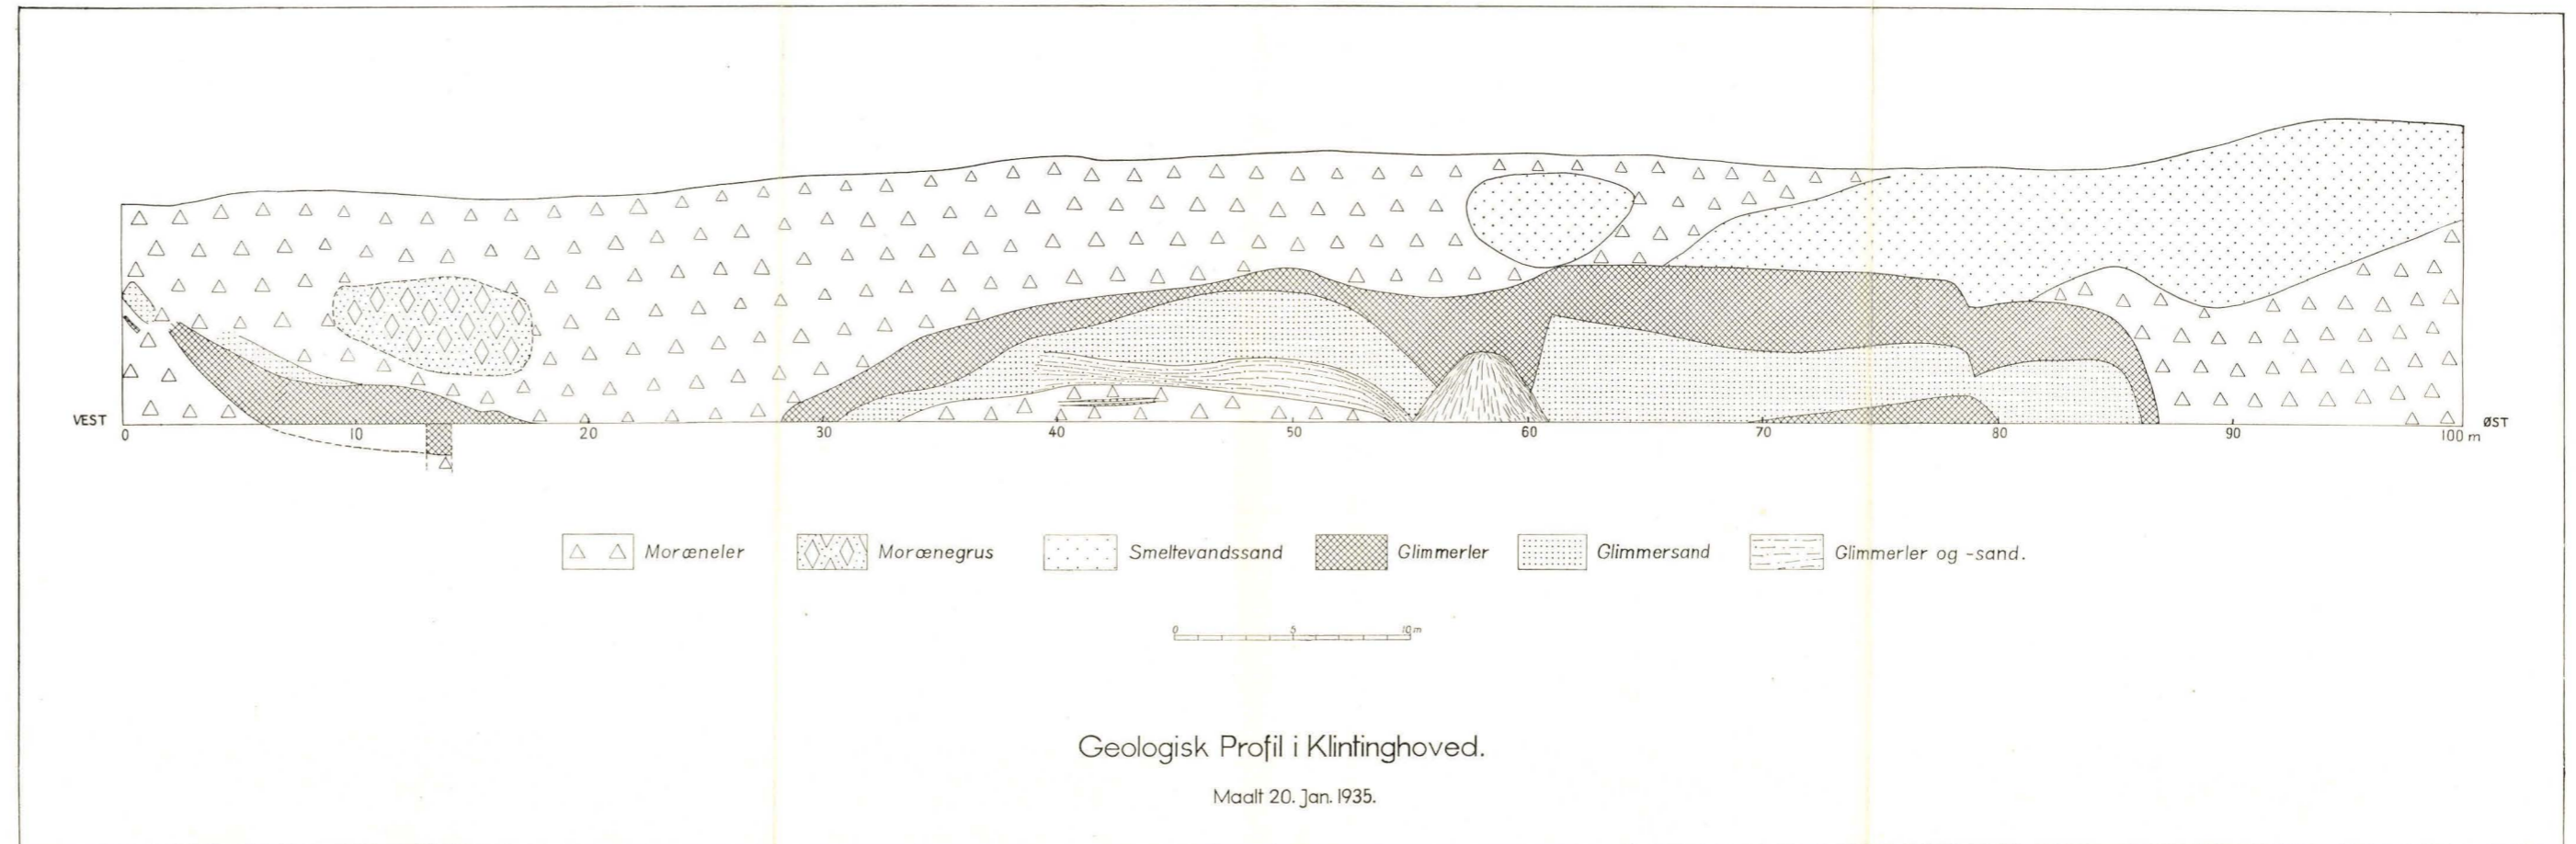 VEST
0 10 20 30 40 50 60 70 80 90 100 m
ØST
Moræneler
Morænegrus
Smeltevandssand
Glimmerler
Glimmersand
Glimmerler og -sand.
0 5 10 m
Geologisk Profil i Klintinghoved.
Maalt 20. Jan. 1935.